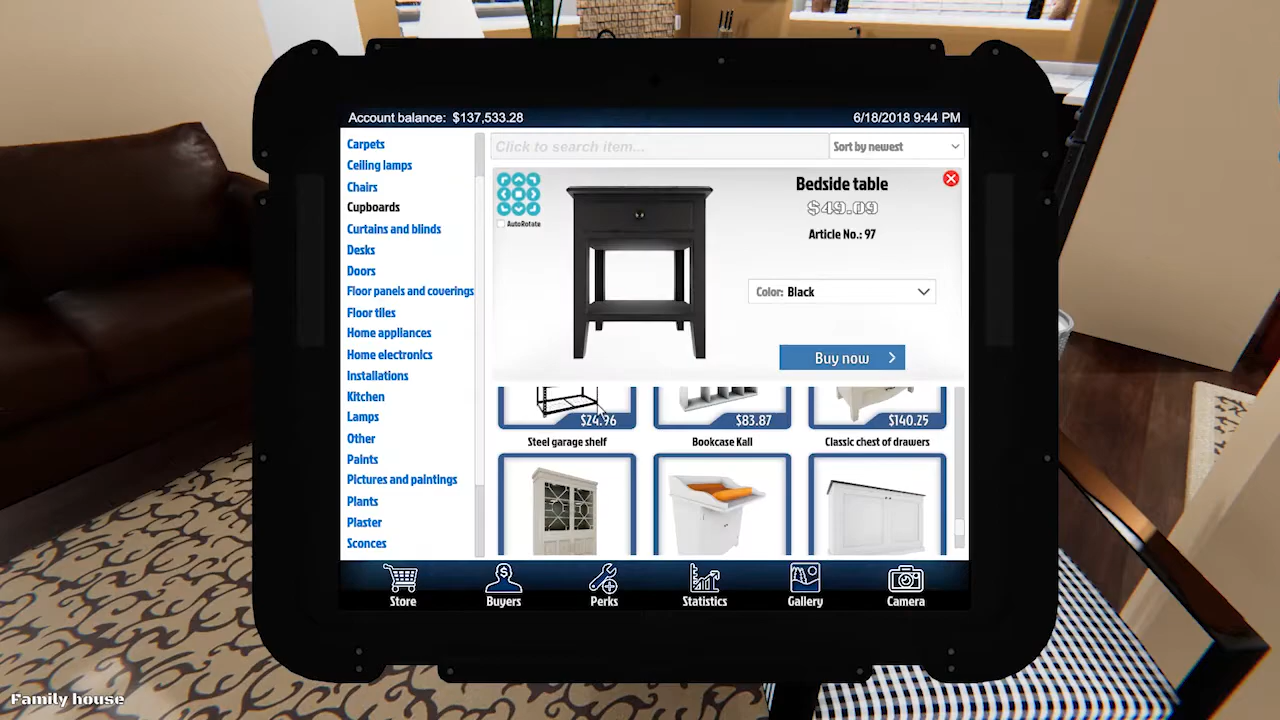 Account balance: $137,533.28
6/18/2018 9:44 PM
Carpets
Ceiling lamps
Chairs
Cupboards
Curtains and blinds
Desks
Doors
Floor panels and coverings
Floor tiles
Home appliances
Home electronics
Installations
Kitchen
Lamps
Other
Paints
Pictures and paintings
Plants
Plaster
Sconces
Click to search item...
Sort by newest
AutoRotate
Bedside table
$49.09
Article No.: 97
Color: Black
Buy now
$24.96
$83.87
$140.25
Steel garage shelf
Bookcase Kall
Classic chest of drawers
Store
Buyers
Perks
Statistics
Gallery
Camera
Family house